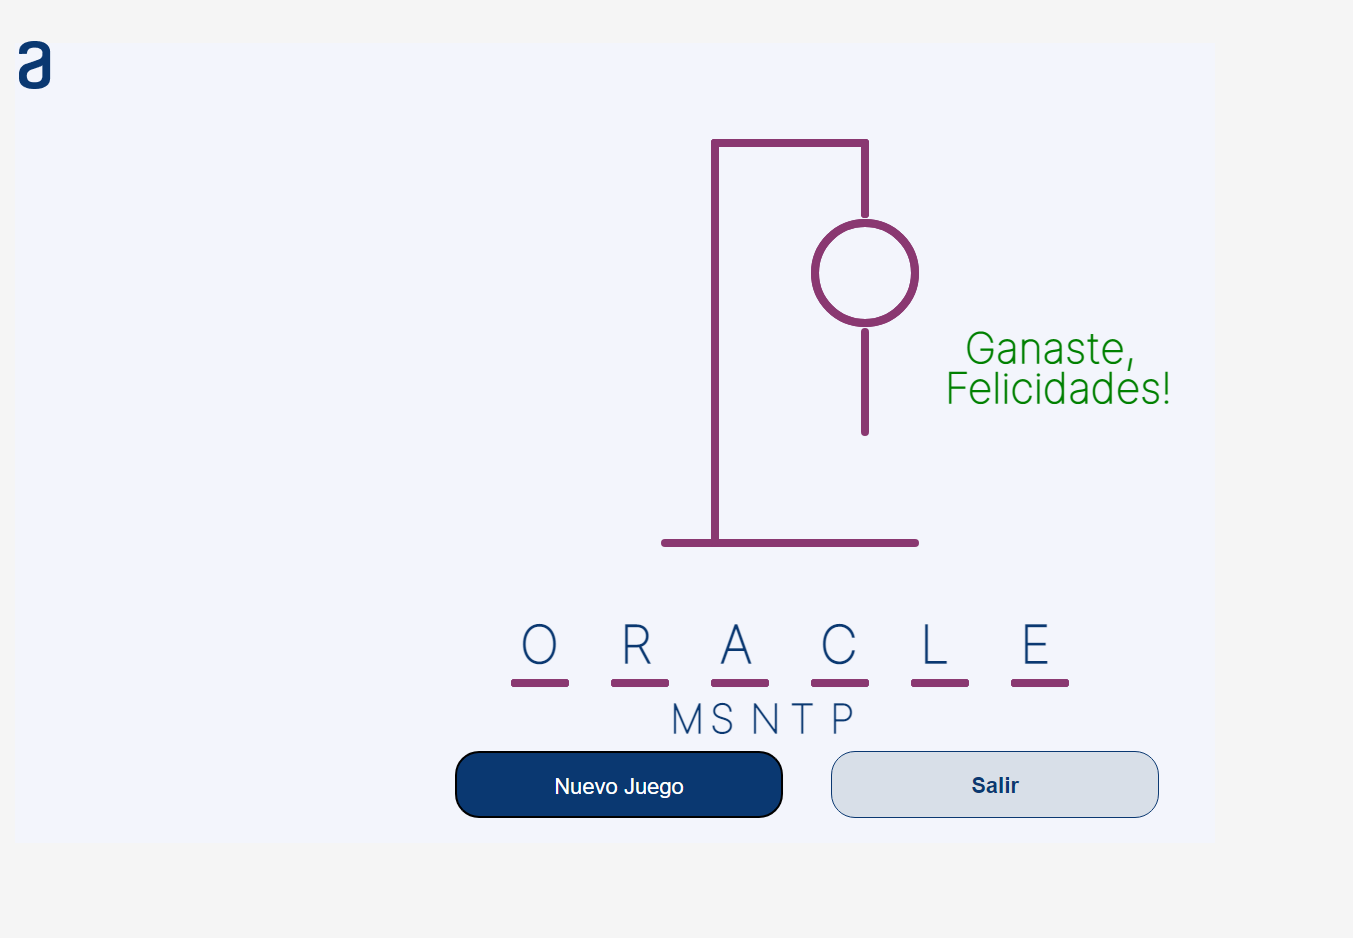 a
Ganaste,
Felicidades!
O R A C L E
M S N T P
Nuevo Juego
Salir